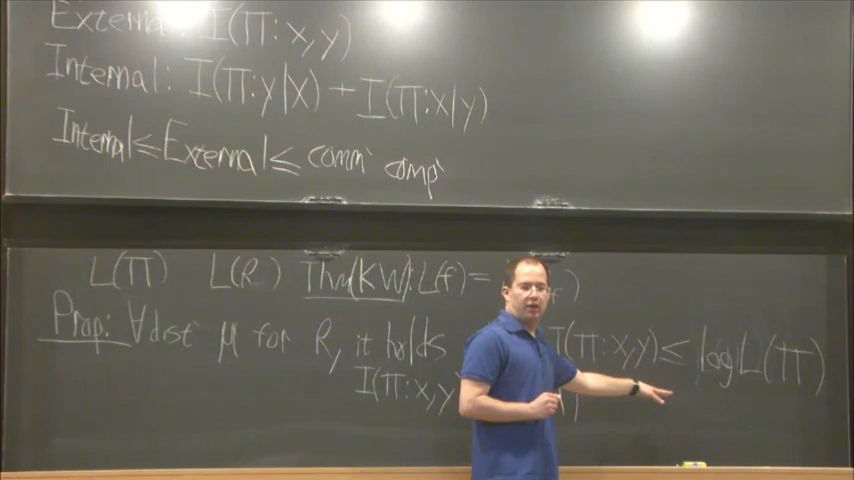 External: I(Π:x,y)
Internal: I(Π:y|x) + I(Π:x|y)
Internal ≤ External ≤ comm' comp'
L(Π) L(R) Thm(KW): L(f) = f)
Prop: ∀ dist' μ for R, it holds I(Π:x,y) ≤ log L(Π)
I(Π:x,y